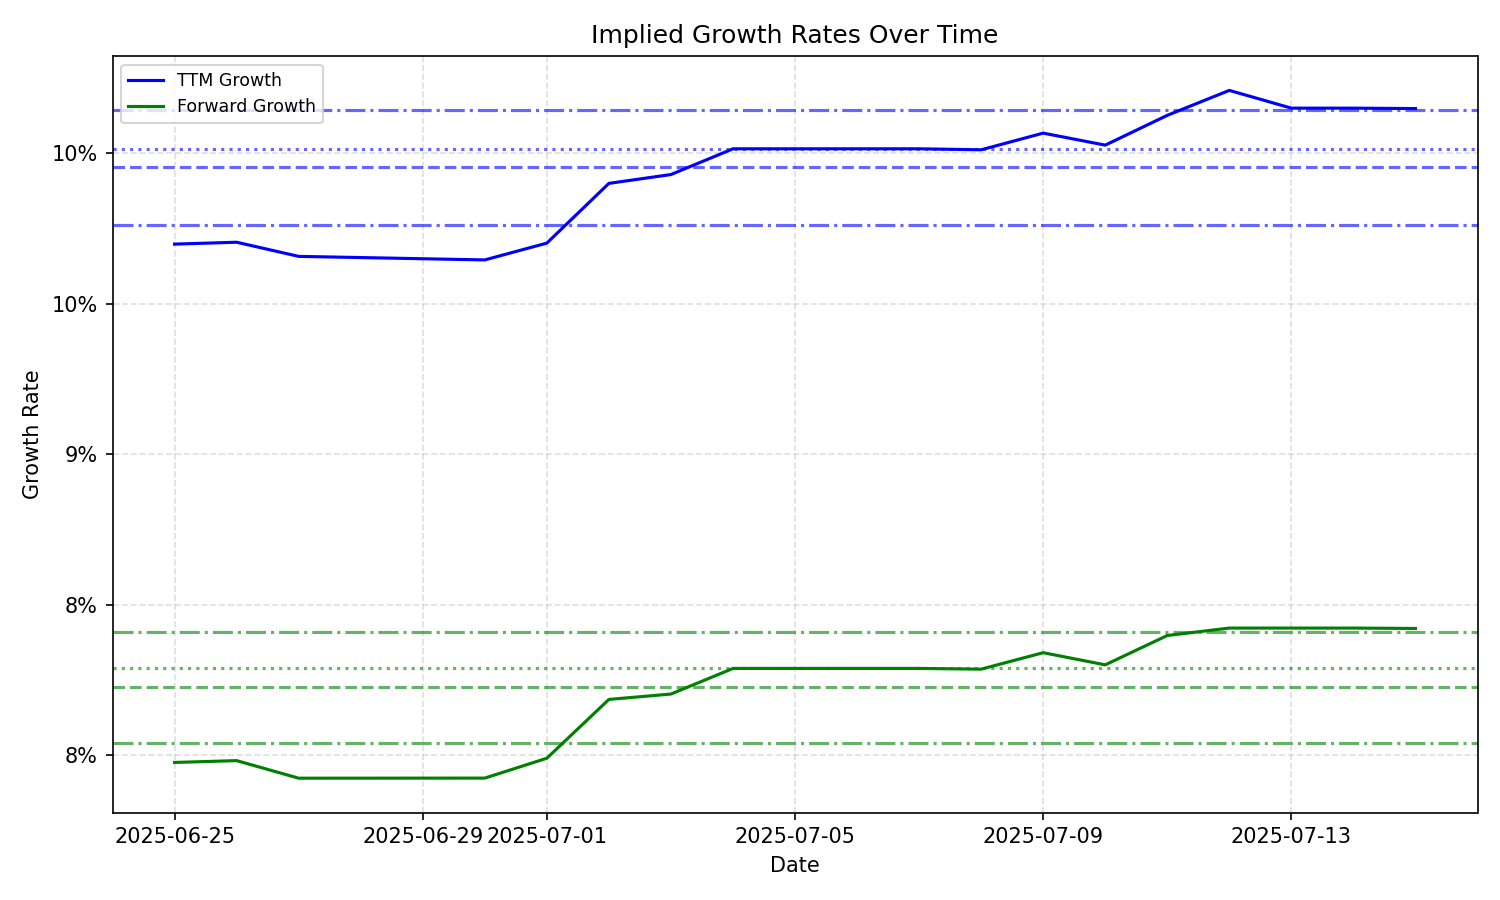 Implied Growth Rates Over Time
TTM Growth
Forward Growth
10%
10%
9%
8%
8%
Growth Rate
2025-06-25
2025-06-29
2025-07-01
2025-07-05
2025-07-09
2025-07-13
Date